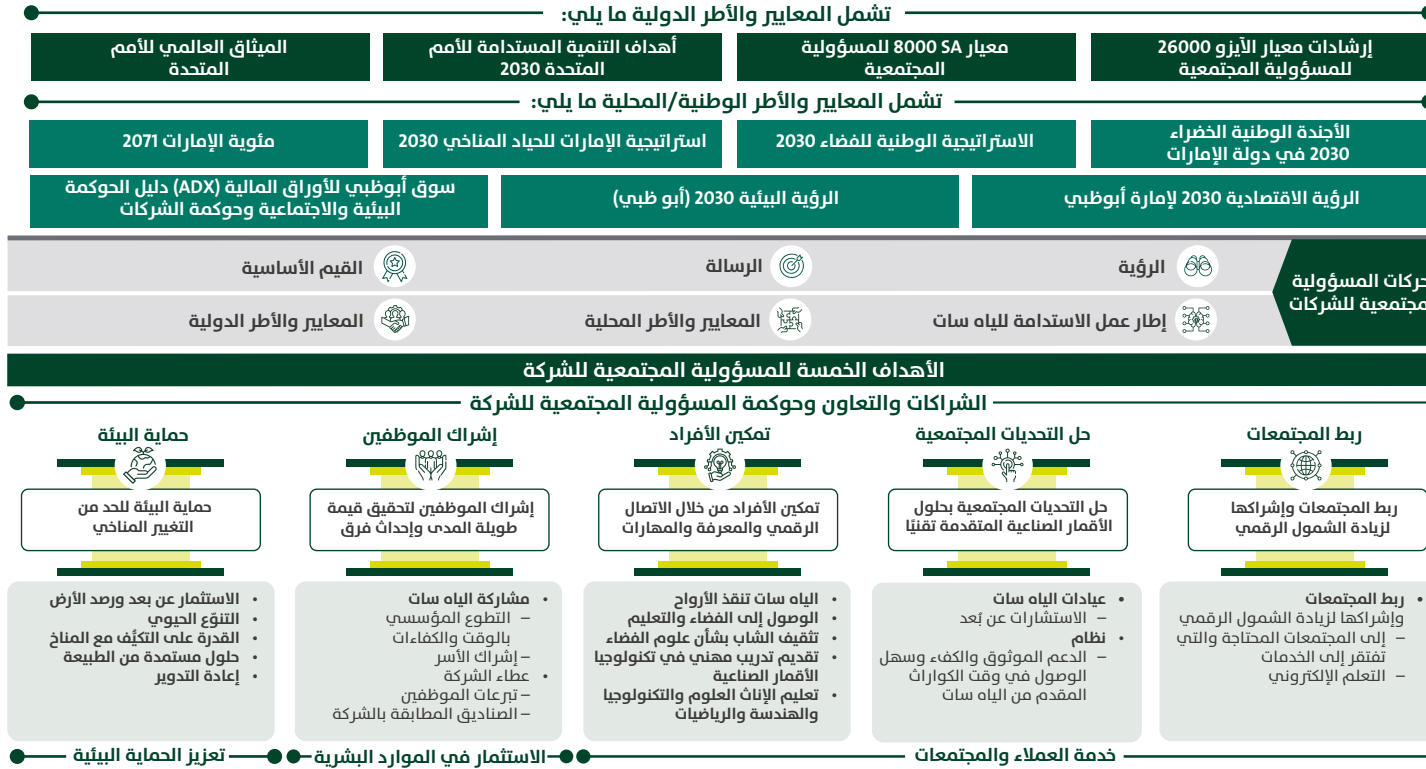 تشمل المعايير والأطر الدولية ما يلي:
إرشادات معيار الآيزو 26000
للمسؤولية المجتمعية
معيار SA 8000 للمسؤولية
المجتمعية
أهداف التنمية المستدامة للأمم
المتحدة 2030
الميثاق العالمي للأمم
المتحدة
تشمل المعايير والأطر الوطنية/المحلية ما يلي:
الأجندة الوطنية الخضراء
2030 في دولة الإمارات
الاستراتيجية الوطنية للفضاء 2030
استراتيجية الإمارات للحياد المناخي 2030
مئوية الإمارات 2071
الرؤية الاقتصادية 2030 لإمارة أبوظبي
الرؤية البيئية 2030 (أبو ظبي)
سوق أبوظبي للأوراق المالية (ADX) دليل الحوكمة
البيئية والاجتماعية وحوكمة الشركات
حركات المسؤولية
مجتمعية للشركات
الرؤية
الرسالة
القيم الأساسية
إطار عمل الاستدامة للياه سات
المعايير والأطر المحلية
المعايير والأطر الدولية
الأهداف الخمسة للمسؤولية المجتمعية للشركة
الشراكات والتعاون وحوكمة المسؤولية المجتمعية للشركة
ربط المجتمعات
ربط المجتمعات وإشراكها
لزيادة الشمول الرقمي
• ربط المجتمعات
وإشراكها لزيادة الشمول الرقمي
– إلى المجتمعات المحتاجة والتي
تفتقر إلى الخدمات
– التعلم الإلكتروني
حل التحديات المجتمعية
حل التحديات المجتمعية بحلول
الأقمار الصناعية المتقدمة تقنيًا
• عيادات الياه سات
– الاستشارات عن بُعد
• نظام
– الدعم الموثوق والكفء وسهل
الوصول في وقت الكوارث
المقدم من الياه سات
تمكين الأفراد
تمكين الأفراد من خلال الاتصال
الرقمي والمعرفة والمهارات
• الياه سات تنقذ الأرواح
• الوصول إلى الفضاء والتعليم
• تثقيف الشاب بشأن علوم الفضاء
• تقديم تدريب مهني في تكنولوجيا
الأقمار الصناعية
• تعليم الإناث العلوم والتكنولوجيا
والهندسة والرياضيات
إشراك الموظفين
إشراك الموظفين لتحقيق قيمة
طويلة المدى وإحداث فرق
• مشاركة الياه سات
– التطوع المؤسسي
بالوقت والكفاءات
– إشراك الأسر
• عطاء الشركة
– تبرعات الموظفين
– الصناديق المطابقة بالشركة
حماية البيئة
حماية البيئة للحد من
التغيير المناخي
• الاستثمار عن بعد ورصد الأرض
• التنوّع الحيوي
• القدرة على التكيُّف مع المناخ
• حلول مستمدة من الطبيعة
• إعادة التدوير
خدمة العملاء والمجتمعات
الاستثمار في الموارد البشرية
تعزيز الحماية البيئية